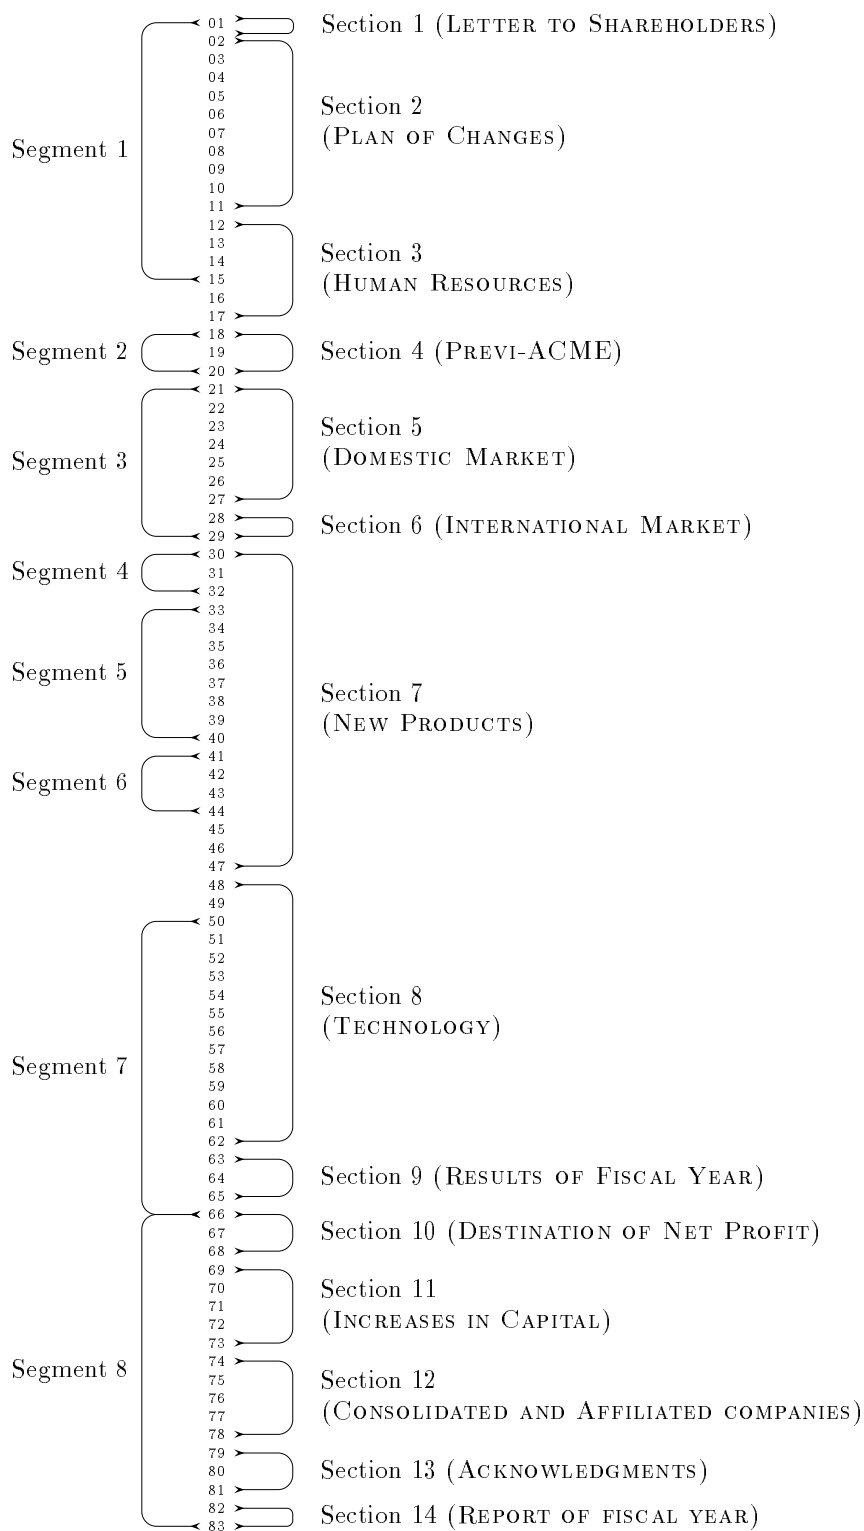 01 Section 1 (Letter to Shareholders)
02
03
04
05
Section 2
06
07
(Plan of Changes)
Segment 1 08
09
10
11
12
13
Section 3
14
15
(Human Resources)
16
17
18
Segment 2 19 Section 4 (Previ-ACME)
20
21
22
Section 5
23
24
(Domestic Market)
Segment 3 25
26
27
28
Section 6 (International Market)
29
30
Segment 4 31
32
33
34
35
36
Segment 5 37
Section 7
38
39
(New Products)
40
41
42
Segment 6 43
44
45
46
47
48
49
50
51
52
53
54
Section 8
55
56
(Technology)
57
Segment 7 58
59
60
61
62
63
64 Section 9 (Results of Fiscal Year)
65
66
67 Section 10 (Destination of Net Profit)
68
69
70
Section 11
71
72
(Increases in Capital)
73
74
Segment 8 75
Section 12
76
77
(Consolidated and Affiliated companies)
78
79
80 Section 13 (Acknowledgments)
81
82
Section 14 (Report of fiscal year)
83